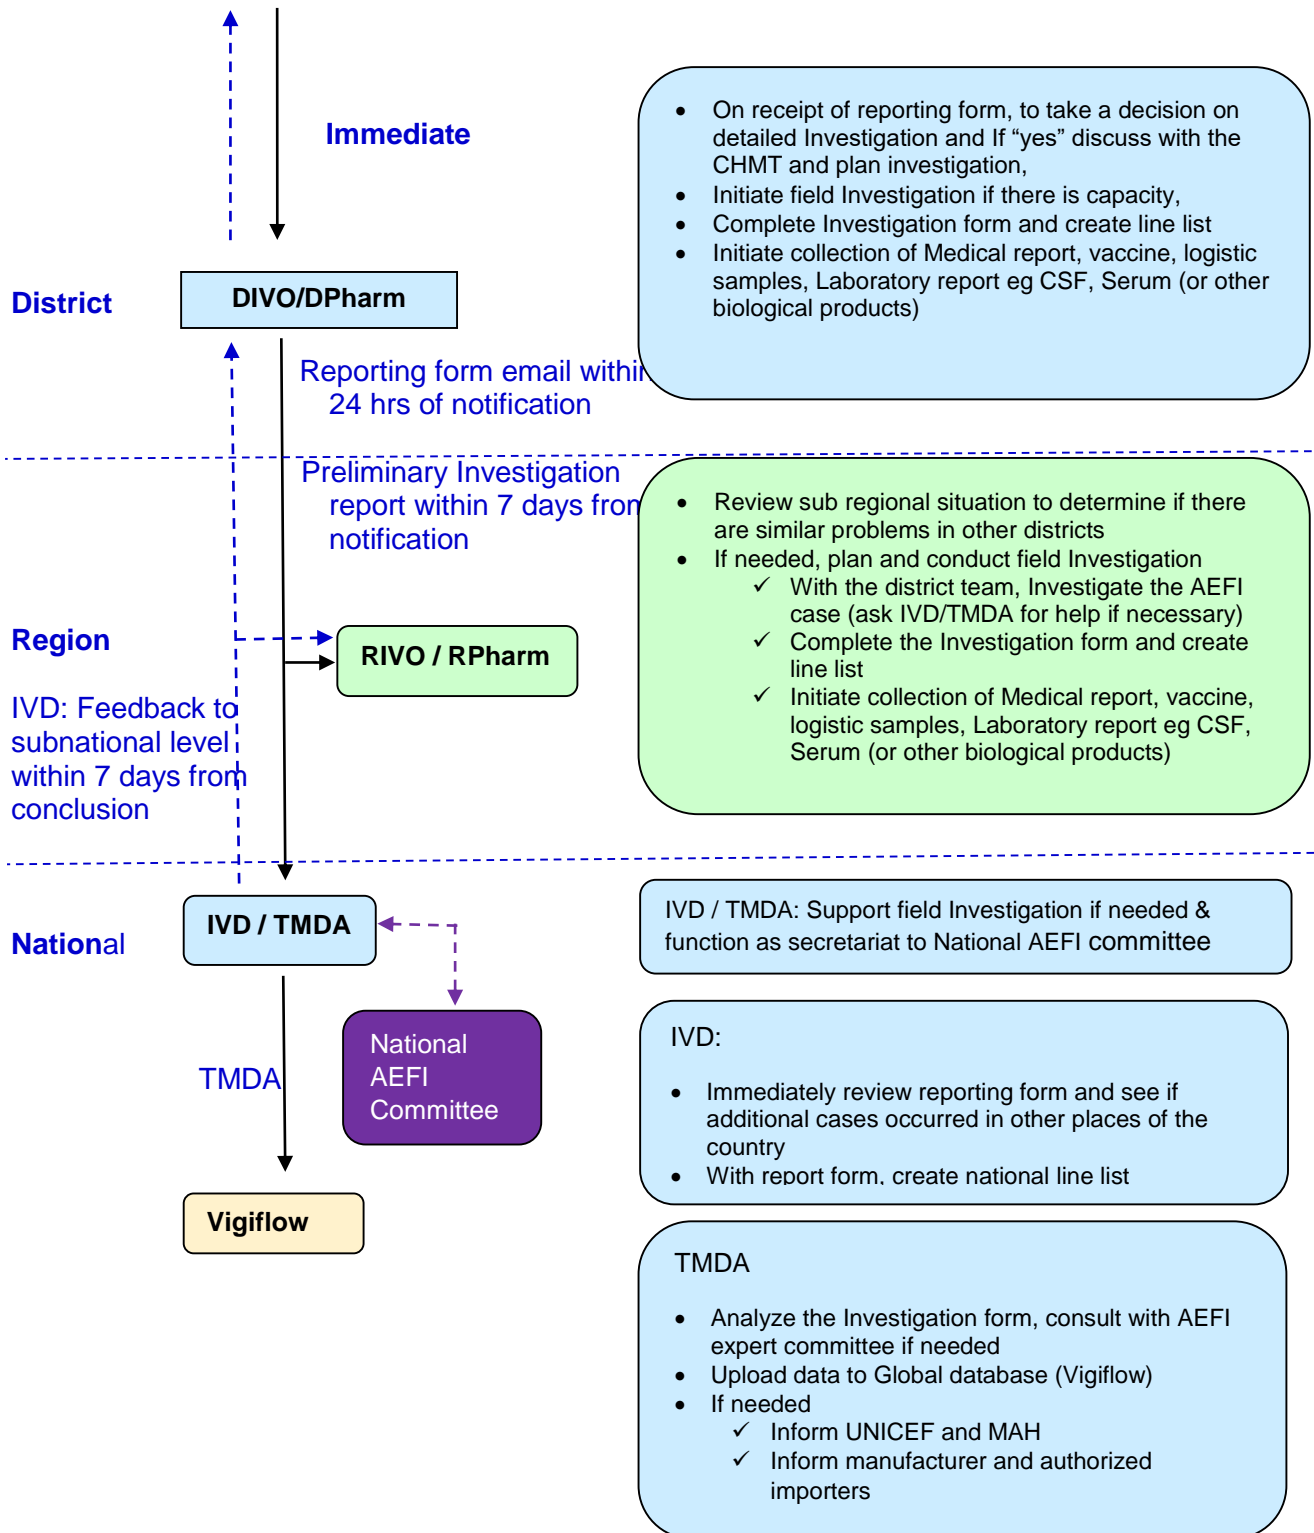 Immediate
• On receipt of reporting form, to take a decision on
detailed Investigation and If “yes” discuss with the
CHMT and plan investigation,
• Initiate field Investigation if there is capacity,
• Complete Investigation form and create line list
• Initiate collection of Medical report, vaccine, logistic
samples, Laboratory report eg CSF, Serum (or other
biological products)
District
DIVO/DPharm
Reporting form email within
24 hrs of notification
Preliminary Investigation
report within 7 days from
notification
• Review sub regional situation to determine if there
are similar problems in other districts
• If needed, plan and conduct field Investigation
✓ With the district team, Investigate the AEFI
case (ask IVD/TMDA for help if necessary)
✓ Complete the Investigation form and create
line list
✓ Initiate collection of Medical report, vaccine,
logistic samples, Laboratory report eg CSF,
Serum (or other biological products)
Region
RIVO / RPharm
IVD: Feedback to
subnational level
within 7 days from
conclusion
IVD / TMDA
National
IVD / TMDA: Support field Investigation if needed &
function as secretariat to National AEFI committee
National
AEFI
Committee
TMDA
IVD:
• Immediately review reporting form and see if
additional cases occurred in other places of the
country
• With report form, create national line list
Vigiflow
TMDA
• Analyze the Investigation form, consult with AEFI
expert committee if needed
• Upload data to Global database (Vigiflow)
• If needed
✓ Inform UNICEF and MAH
✓ Inform manufacturer and authorized
importers